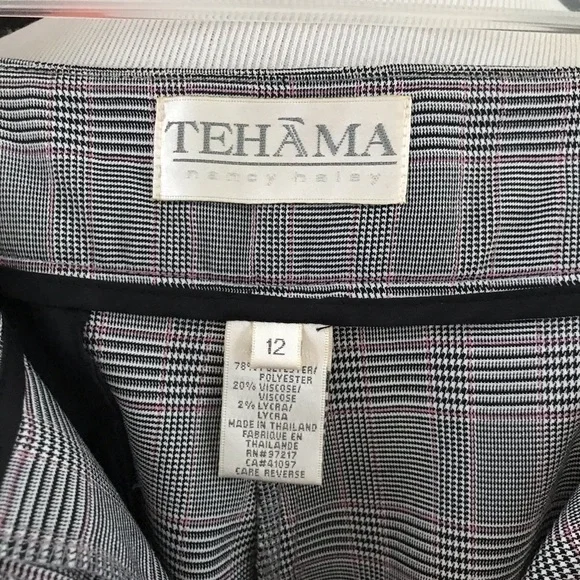 TEHĀMA
nancy haley
12
78% POLYESTER/
POLYESTER
20% VISCOSE/
VISCOSE
2% LYCRA/
LYCRA
MADE IN THAILAND
FABRIQUE EN
THAILANDE
RN#97217
CA#41097
CARE REVERSE